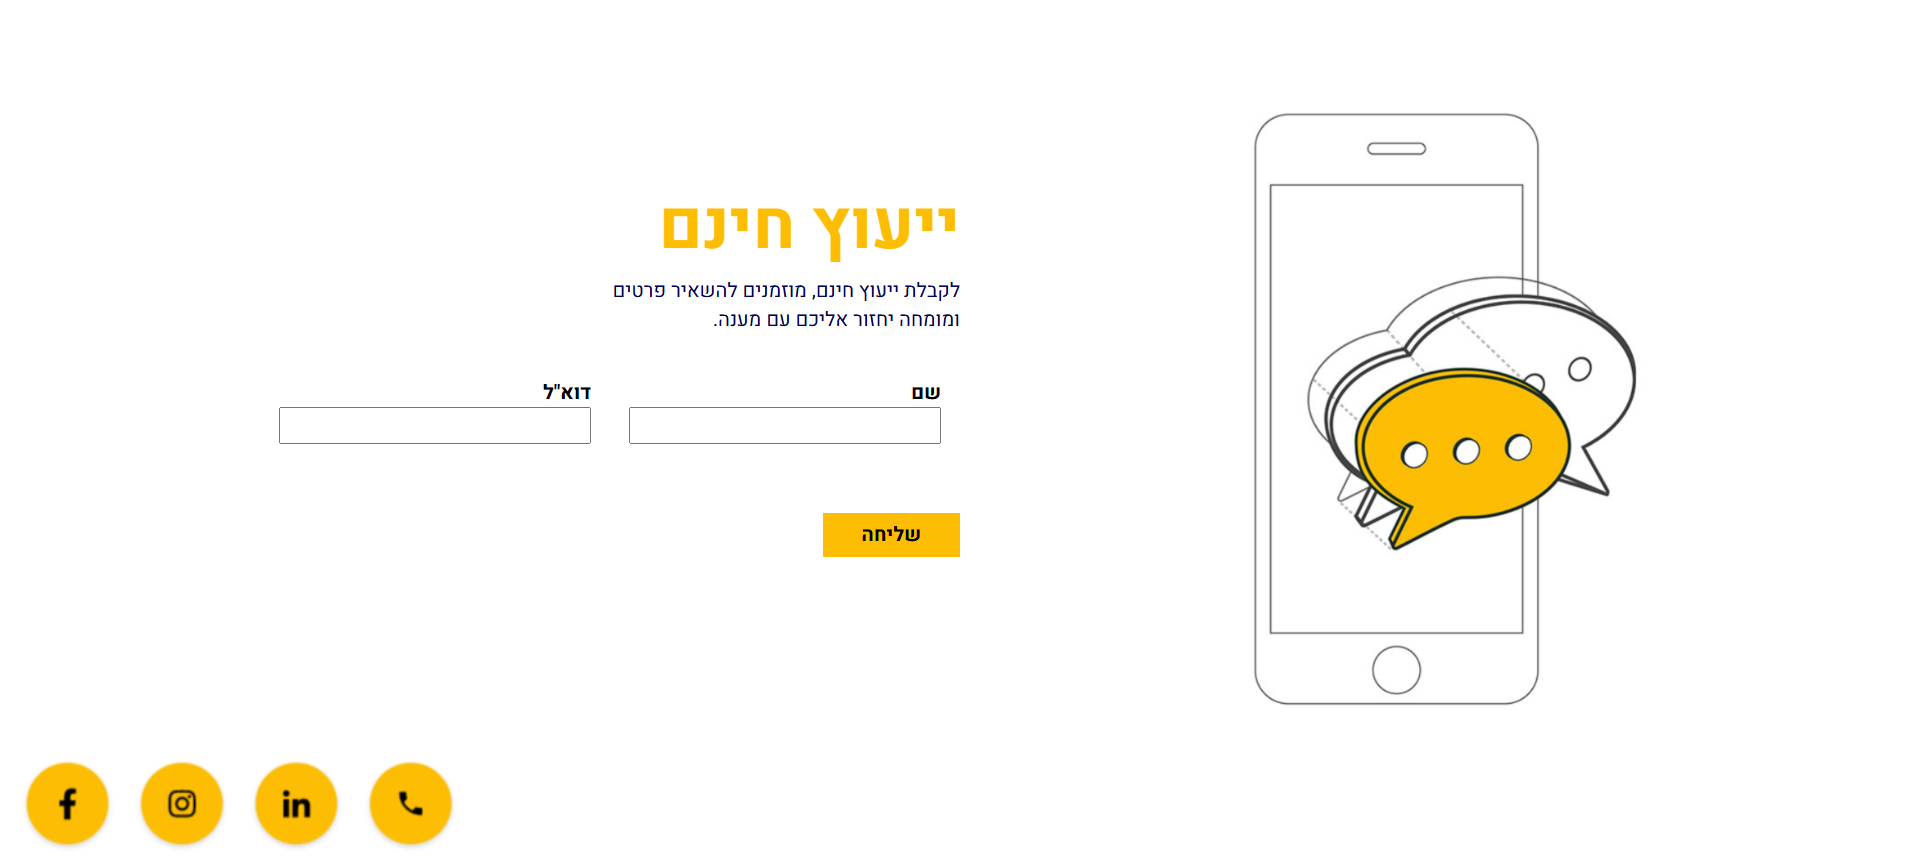 ייעוץ חינם
לקבלת ייעוץ חינם, מוזמנים להשאיר פרטים
ומומחה יחזור אליכם עם מענה.
שם
דוא"ל
שליחה